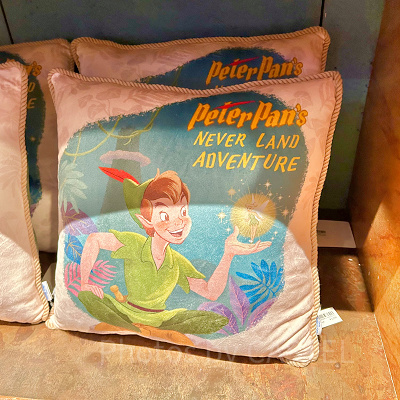 Peter Pan's
Peter Pan's
NEVER LAND
ADVENTURE